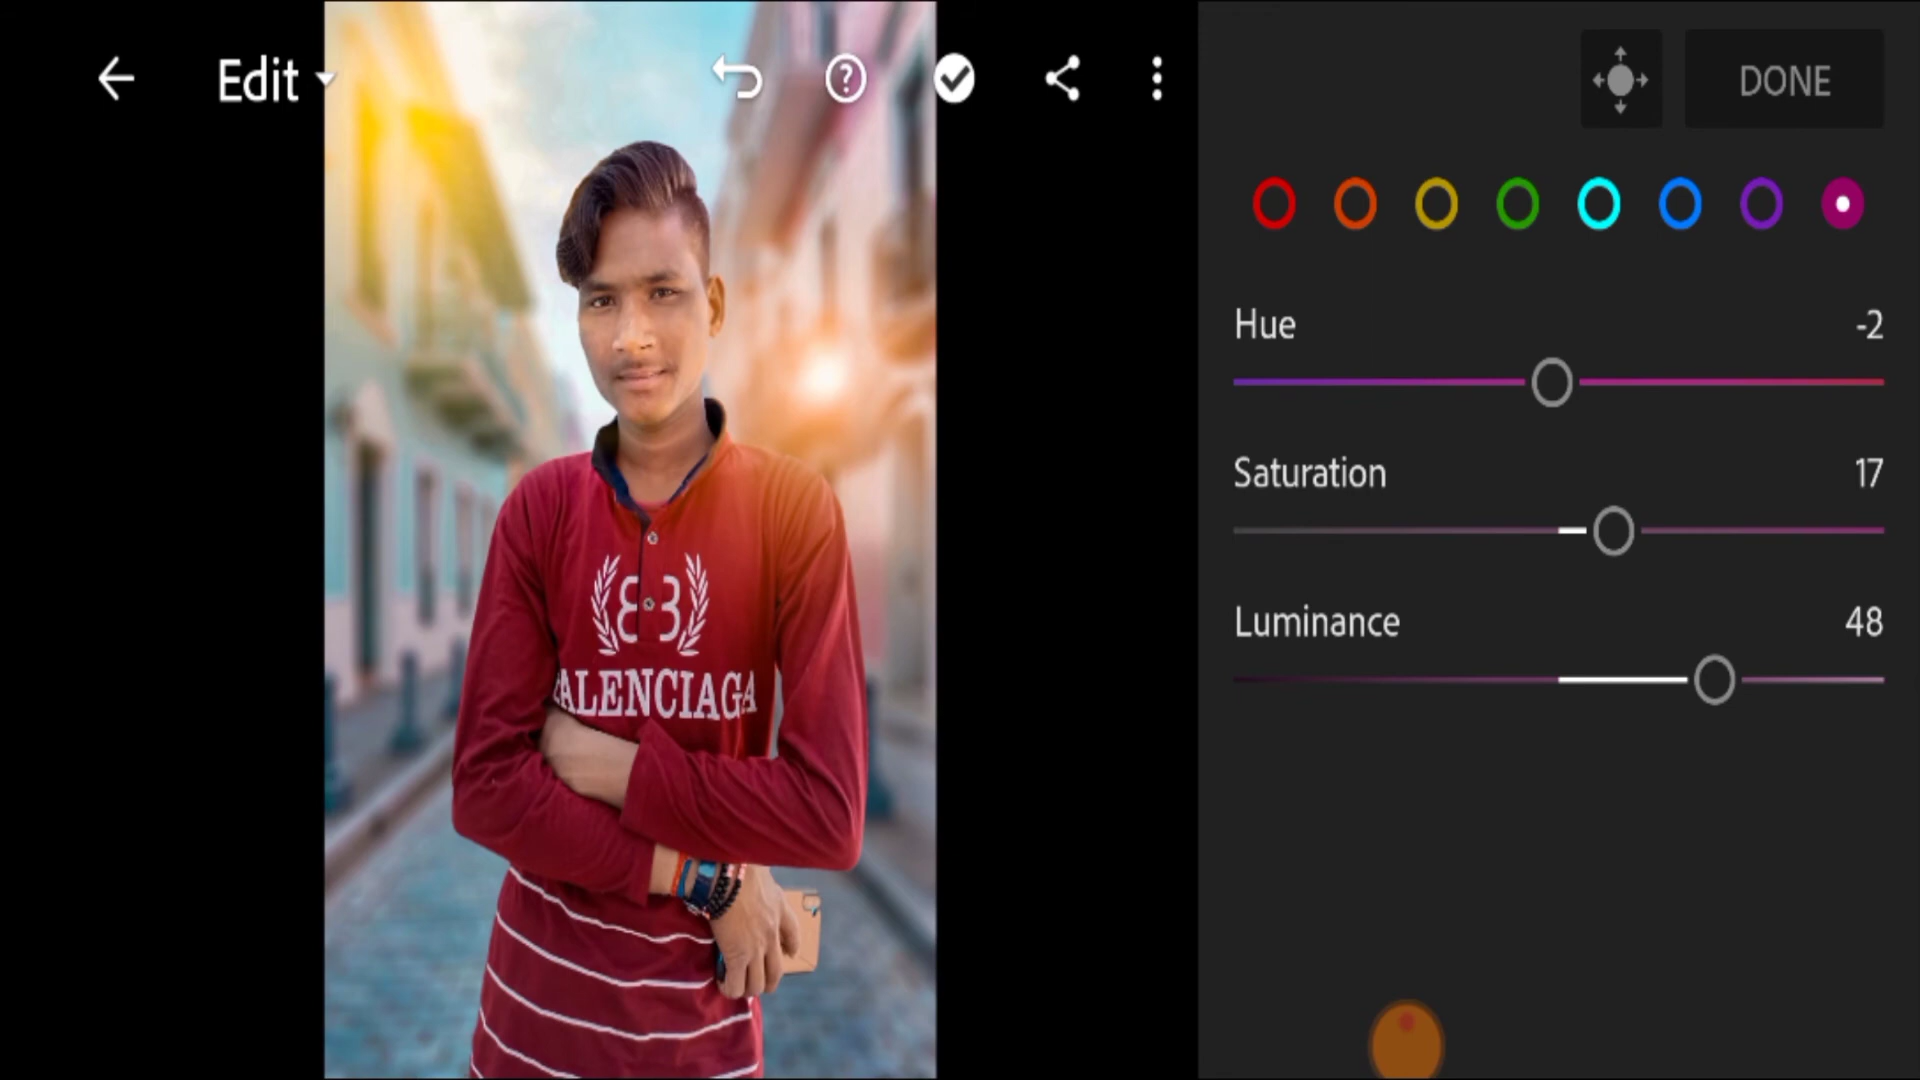 Edit
DONE
Hue -2
Saturation 17
Luminance 48
ALENCIAGA